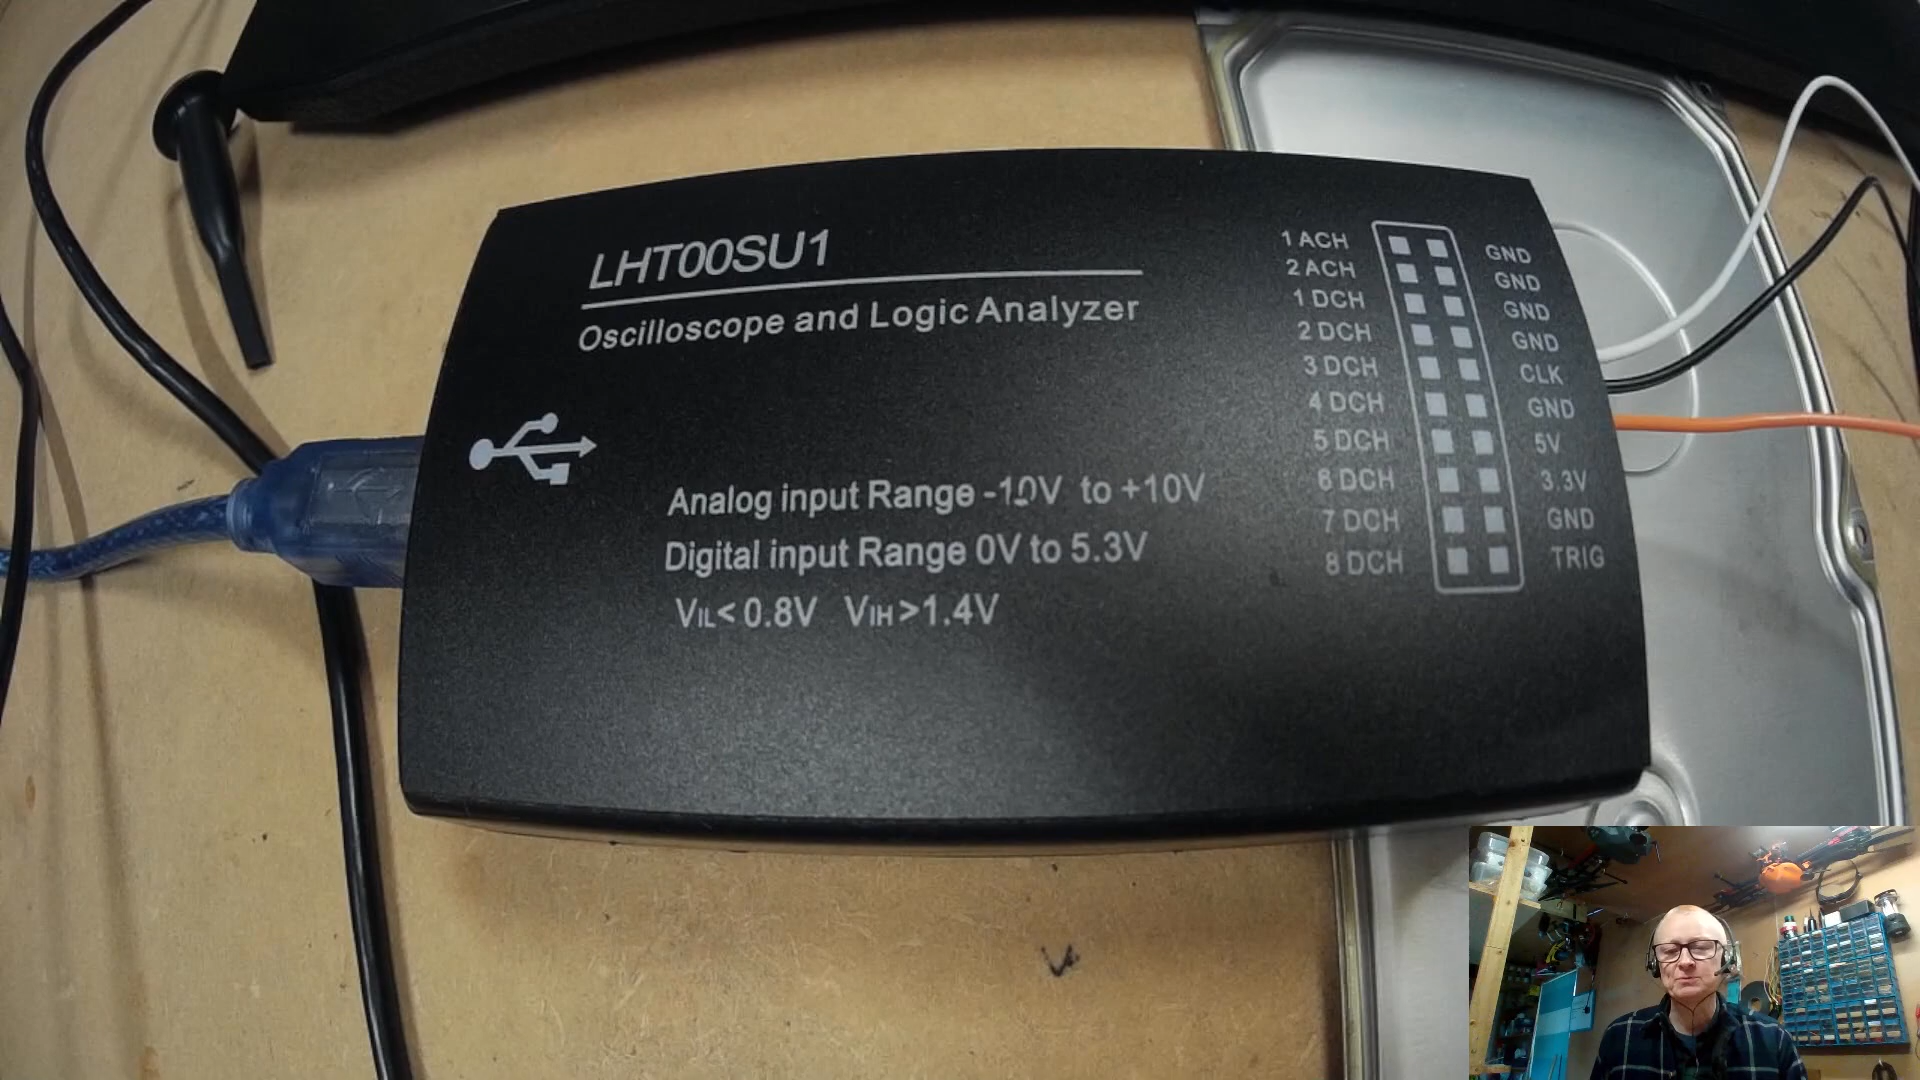 LHT00SU1
Oscilloscope and Logic Analyzer
Analog input Range -10V to +10V
Digital input Range 0V to 5.3V
VIL<0.8V VIH>1.4V
1 ACH GND
2 ACH GND
1 DCH GND
2 DCH GND
3 DCH CLK
4 DCH GND
5 DCH 5V
6 DCH 3.3V
7 DCH GND
8 DCH TRIG